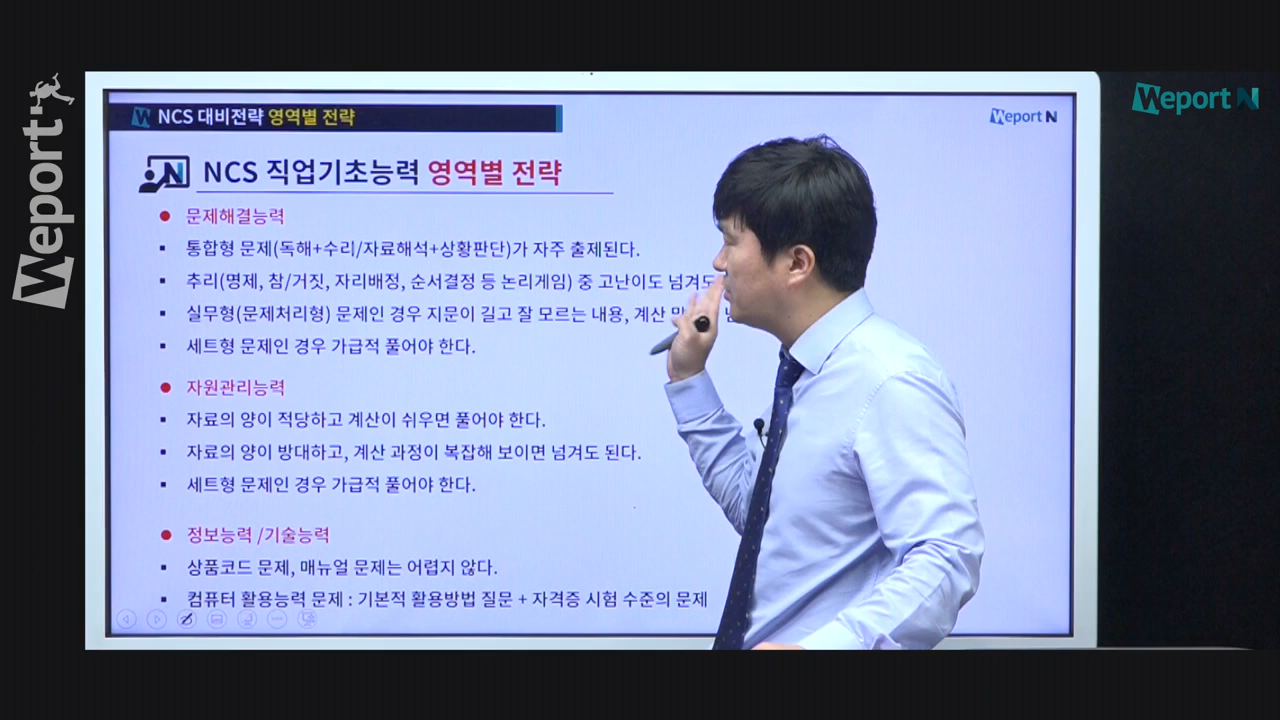 Weport
Weport N
NCS 대비전략 영역별 전략
Weport N
NCS 직업기초능력 영역별 전략
● 문제해결능력
▪ 통합형 문제(독해+수리/자료해석+상황판단)가 자주 출제된다.
▪ 추리(명제, 참/거짓, 자리배정, 순서결정 등 논리게임) 중 고난이도 넘겨도
▪ 실무형(문제처리형) 문제인 경우 지문이 길고 잘 모르는 내용, 계산
▪ 세트형 문제인 경우 가급적 풀어야 한다.
● 자원관리능력
▪ 자료의 양이 적당하고 계산이 쉬우면 풀어야 한다.
▪ 자료의 양이 방대하고, 계산 과정이 복잡해 보이면 넘겨도 된다.
▪ 세트형 문제인 경우 가급적 풀어야 한다.
● 정보능력 /기술능력
▪ 상품코드 문제, 매뉴얼 문제는 어렵지 않다.
▪ 컴퓨터 활용능력 문제 : 기본적 활용방법 질문 + 자격증 시험 수준의 문제